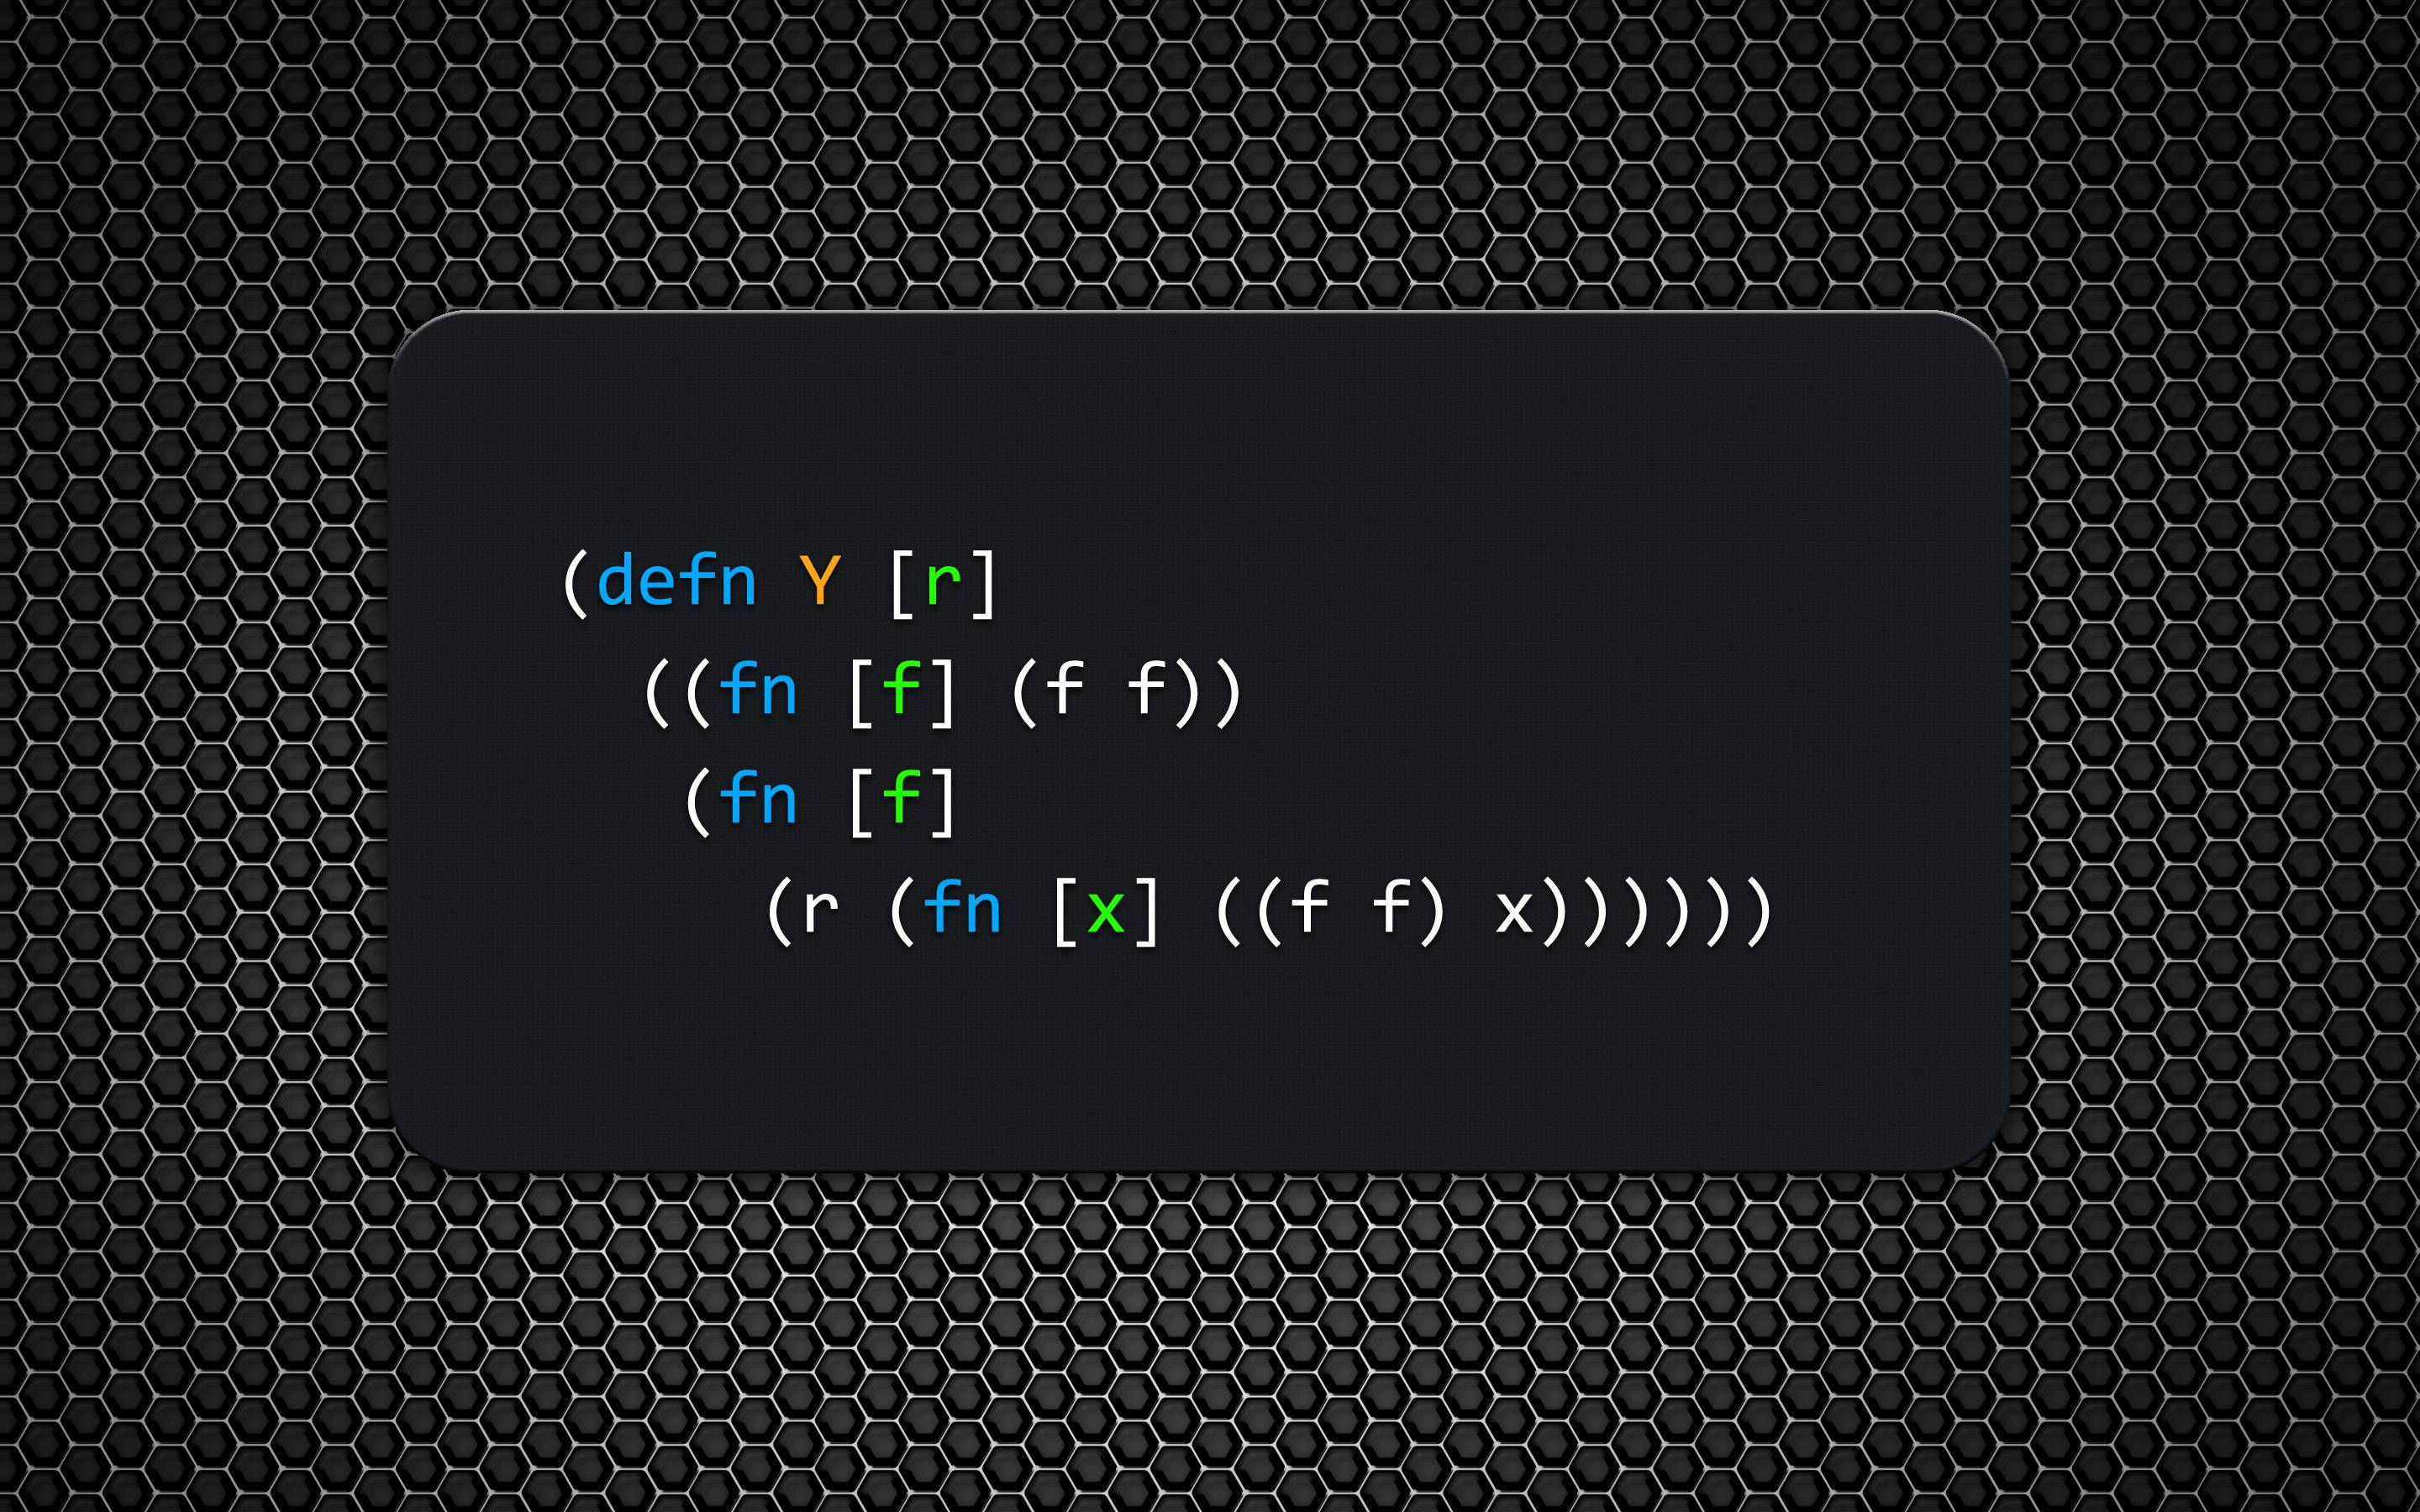 (defn Y [r]
  ((fn [f] (f f))
   (fn [f]
     (r (fn [x] ((f f) x))))))